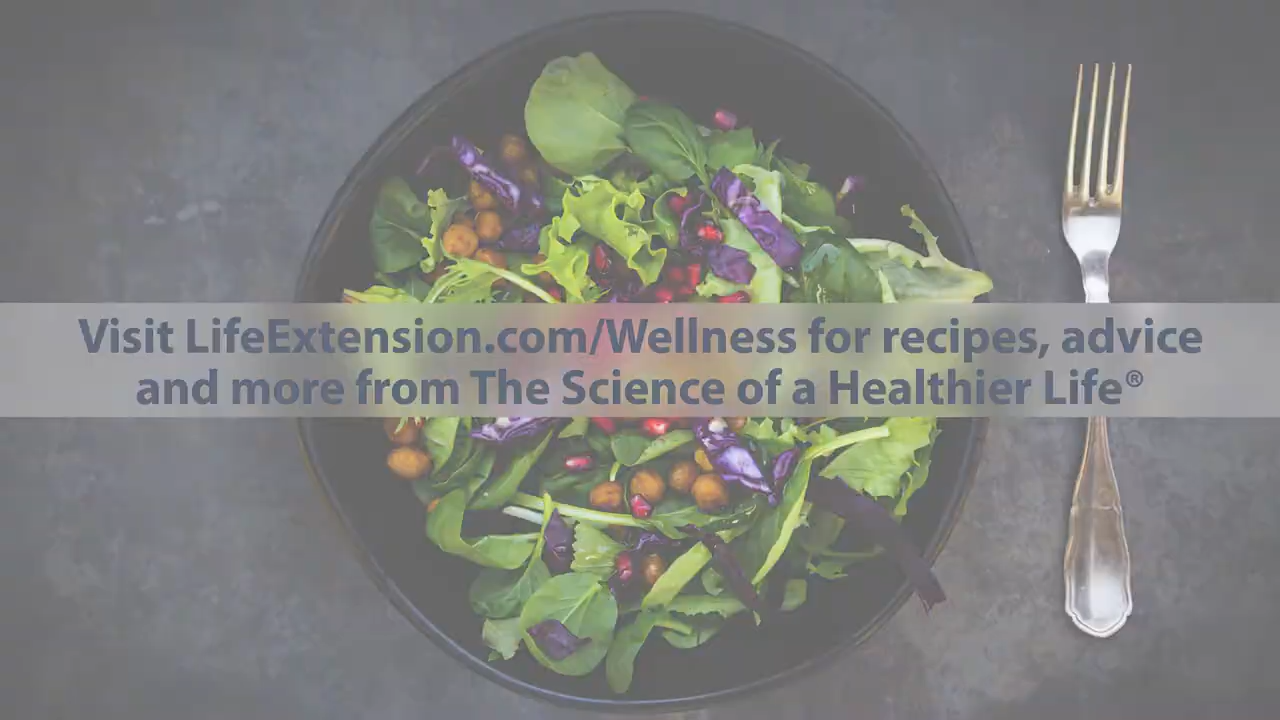 Visit LifeExtension.com/Wellness for recipes, advice
and more from The Science of a Healthier Life®